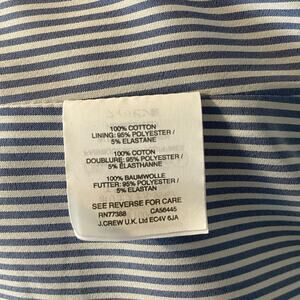 100% COTTON
LINING: 95% POLYESTER /
5% ELASTANE
100% COTON
DOUBLURE: 95% POLYESTER /
5% ELASTHANNE
100% BAUMWOLLE
FUTTER: 95% POLYESTER /
5% ELASTAN
SEE REVERSE FOR CARE
RN77388 CA56445
J.CREW U.K. Ltd EC4V 6JA